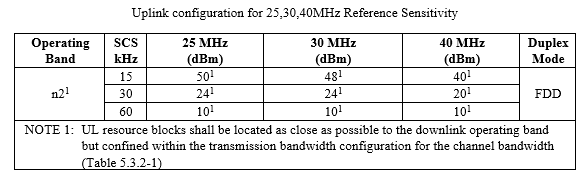 Uplink configuration for 25,30,40MHz Reference Sensitivity
Operating Band SCS kHz 25 MHz (dBm) 30 MHz (dBm) 40 MHz (dBm) Duplex Mode
n2¹ 15 50¹ 48¹ 40¹ FDD
30 24¹ 24¹ 20¹
60 10¹ 10¹ 10¹
NOTE 1: UL resource blocks shall be located as close as possible to the downlink operating band
but confined within the transmission bandwidth configuration for the channel bandwidth
(Table 5.3.2-1)